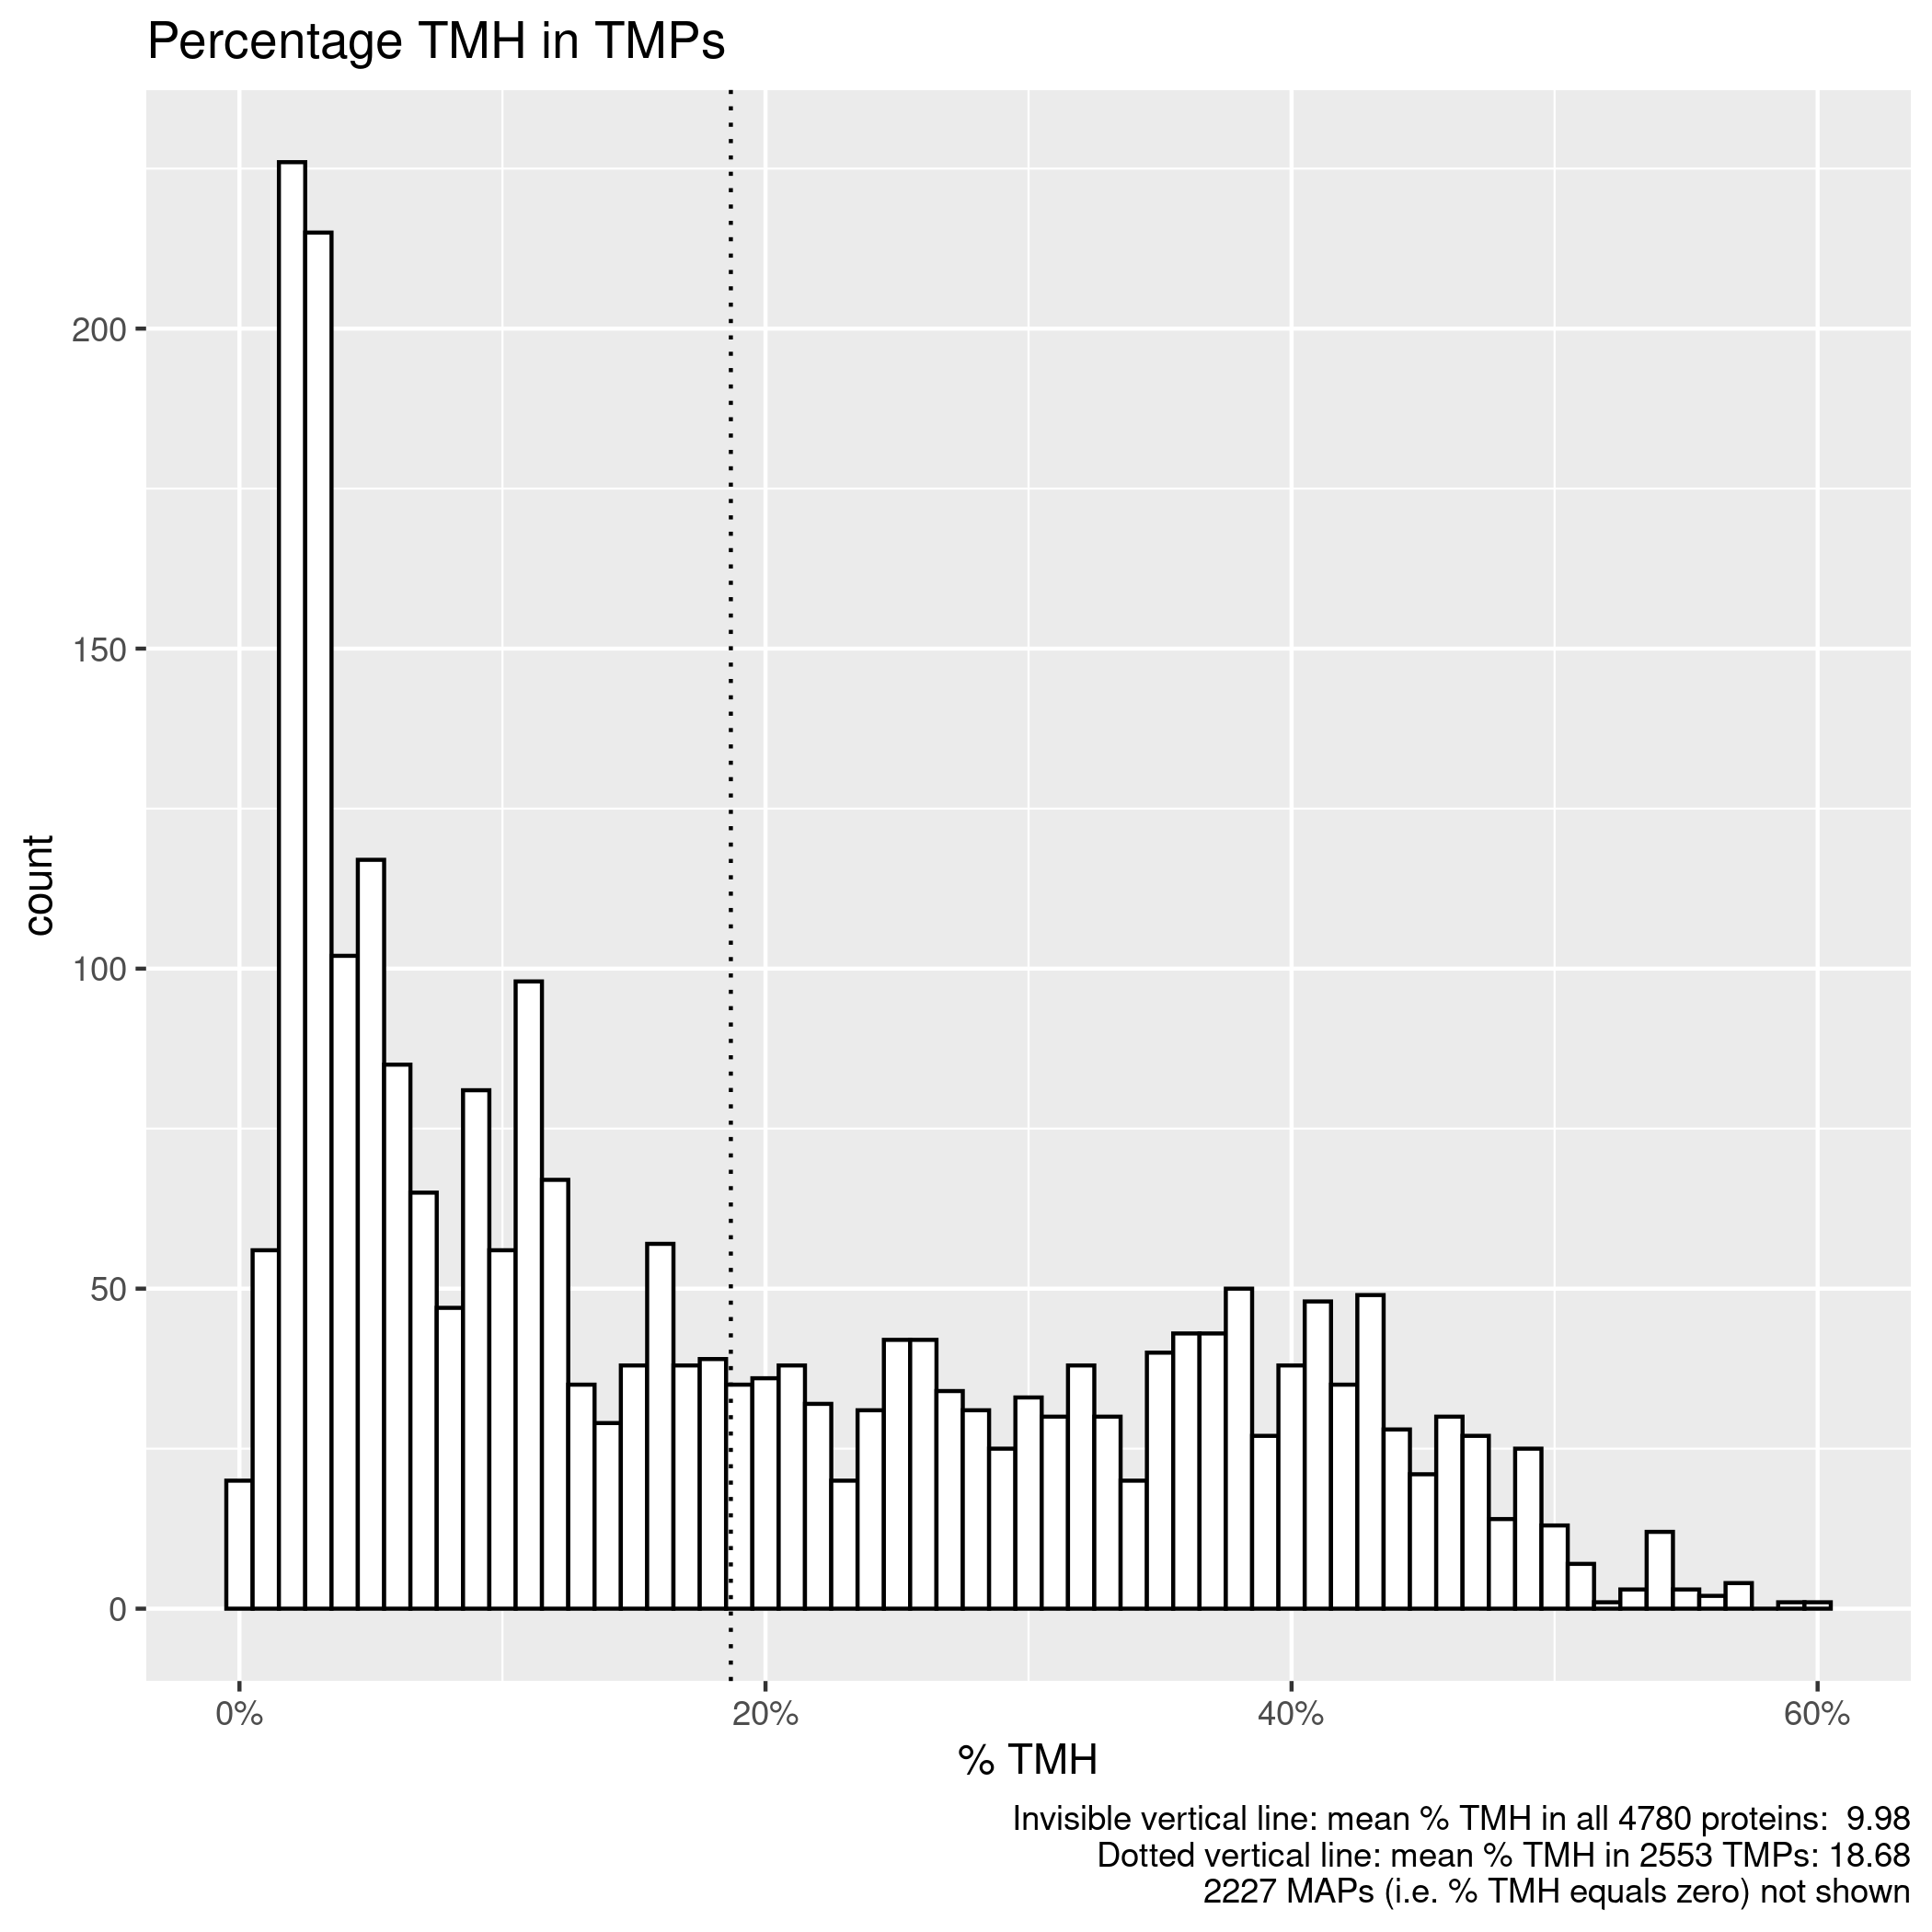 Percentage TMH in TMPs
count
200
150
100
50
0
0% 20% 40% 60%
% TMH
Invisible vertical line: mean % TMH in all 4780 proteins:  9.98
Dotted vertical line: mean % TMH in 2553 TMPs: 18.68
2227 MAPs (i.e. % TMH equals zero) not shown